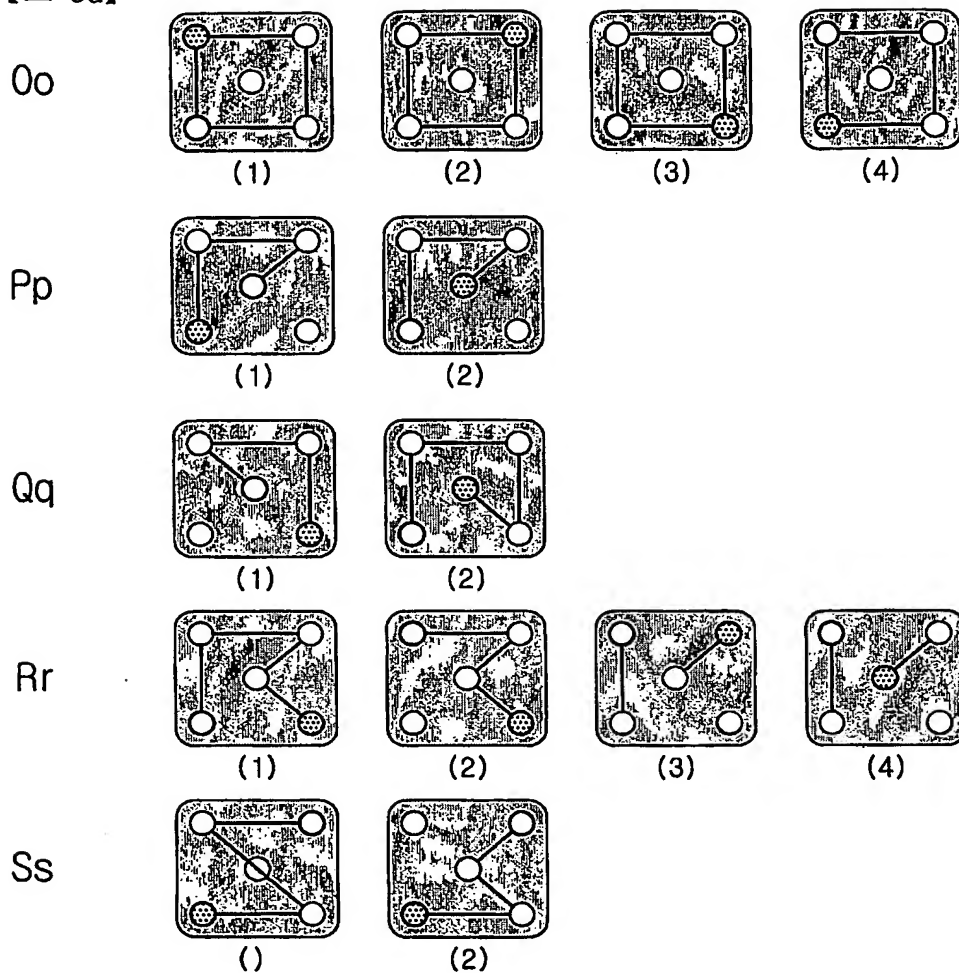 Oo
(1) (2) (3) (4)
Pp
(1) (2)
Qq
(1) (2)
Rr
(1) (2) (3) (4)
Ss
() (2)